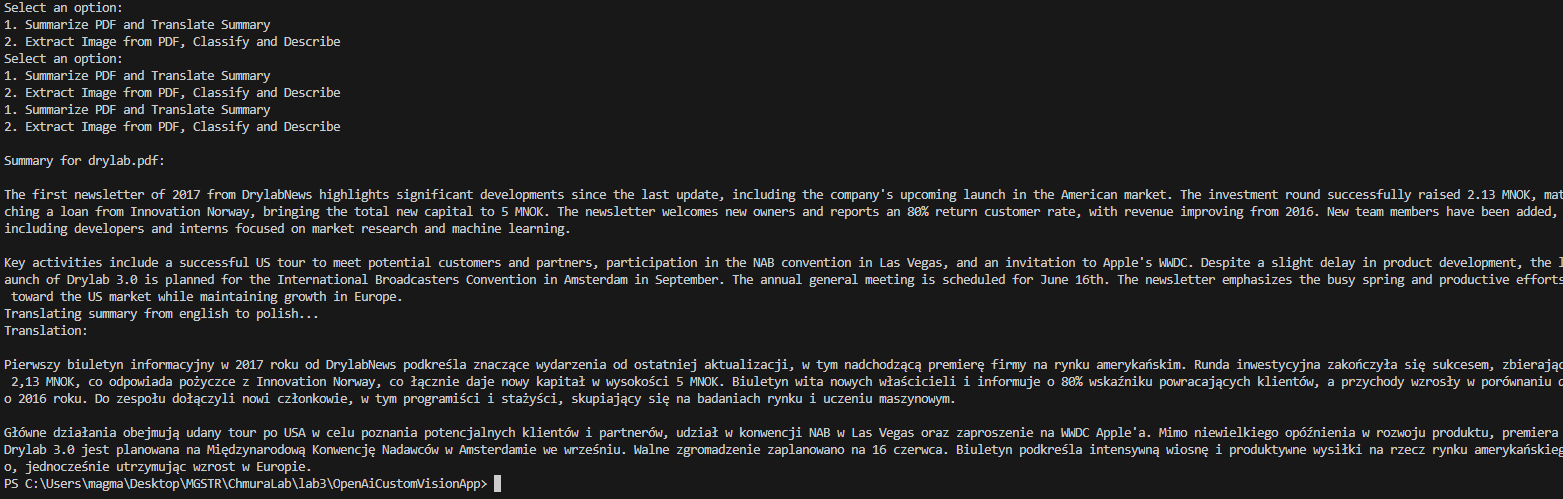 Select an option:
1. Summarize PDF and Translate Summary
2. Extract Image from PDF, Classify and Describe
Select an option:
1. Summarize PDF and Translate Summary
2. Extract Image from PDF, Classify and Describe
1. Summarize PDF and Translate Summary
2. Extract Image from PDF, Classify and Describe
Summary for drylab.pdf:
The first newsletter of 2017 from DrylabNews highlights significant developments since the last update, including the company's upcoming launch in the American market. The investment round successfully raised 2.13 MNOK, mat
ching a loan from Innovation Norway, bringing the total new capital to 5 MNOK. The newsletter welcomes new owners and reports an 80% return customer rate, with revenue improving from 2016. New team members have been added,
including developers and interns focused on market research and machine learning.
Key activities include a successful US tour to meet potential customers and partners, participation in the NAB convention in Las Vegas, and an invitation to Apple's WWDC. Despite a slight delay in product development, the l
aunch of Drylab 3.0 is planned for the International Broadcasters Convention in Amsterdam in September. The annual general meeting is scheduled for June 16th. The newsletter emphasizes the busy spring and productive efforts
toward the US market while maintaining growth in Europe.
Translating summary from english to polish...
Translation:
Pierwszy biuletyn informacyjny w 2017 roku od DrylabNews podkreśla znaczące wydarzenia od ostatniej aktualizacji, w tym nadchodzącą premierę firmy na rynku amerykańskim. Runda inwestycyjna zakończyła się sukcesem, zbierając
2,13 MNOK, co odpowiada pożyczce z Innovation Norway, co łącznie daje nowy kapitał w wysokości 5 MNOK. Biuletyn wita nowych właścicieli i informuje o 80% wskaźniku powracających klientów, a przychody wzrosły w porównaniu d
o 2016 roku. Do zespołu dołączyli nowi członkowie, w tym programiści i stażyści, skupiający się na badaniach rynku i uczeniu maszynowym.
Główne działania obejmują udany tour po USA w celu poznania potencjalnych klientów i partnerów, udział w konwencji NAB w Las Vegas oraz zaproszenie na WWDC Apple'a. Mimo niewielkiego opóźnienia w rozwoju produktu, premiera
Drylab 3.0 jest planowana na Międzynarodową Konwencję Nadawców w Amsterdamie we wrześniu. Walne zgromadzenie zaplanowano na 16 czerwca. Biuletyn podkreśla intensywną wiosnę i produktywne wysiłki na rzecz rynku amerykańskieg
o, jednocześnie utrzymując wzrost w Europie.
PS C:\Users\magma\Desktop\MGSTR\ChmuraLab\lab3\OpenAiCustomVisionApp>